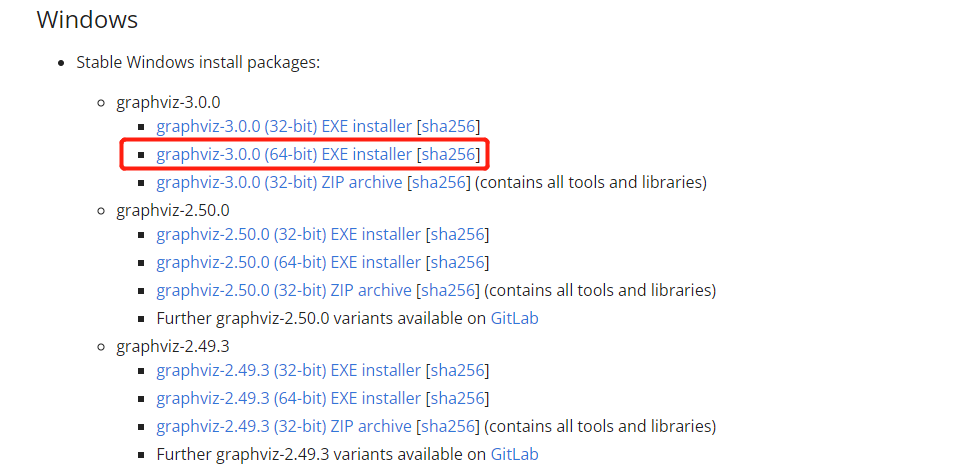 Windows
Stable Windows install packages:
graphviz-3.0.0
graphviz-3.0.0 (32-bit) EXE installer [sha256]
graphviz-3.0.0 (64-bit) EXE installer [sha256]
graphviz-3.0.0 (32-bit) ZIP archive [sha256] (contains all tools and libraries)
graphviz-2.50.0
graphviz-2.50.0 (32-bit) EXE installer [sha256]
graphviz-2.50.0 (64-bit) EXE installer [sha256]
graphviz-2.50.0 (32-bit) ZIP archive [sha256] (contains all tools and libraries)
Further graphviz-2.50.0 variants available on GitLab
graphviz-2.49.3
graphviz-2.49.3 (32-bit) EXE installer [sha256]
graphviz-2.49.3 (64-bit) EXE installer [sha256]
graphviz-2.49.3 (32-bit) ZIP archive [sha256] (contains all tools and libraries)
Further graphviz-2.49.3 variants available on GitLab